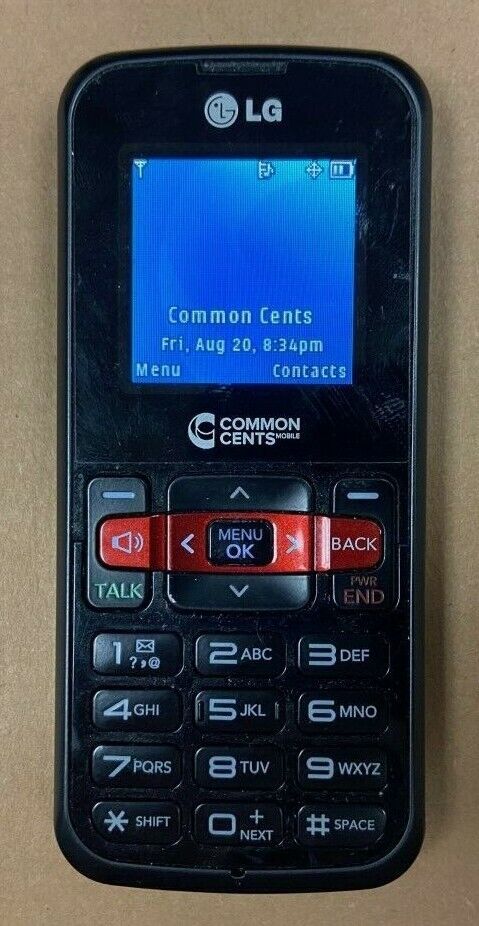 LG
Common Cents
Fri, Aug 20, 8:34pm
Menu Contacts
COMMON
CENTS MOBILE
MENU
OK
BACK
TALK
PWR
END
1 ?,@
2 ABC
3 DEF
4 GHI
5 JKL
6 MNO
7 PQRS
8 TUV
9 WXYZ
* SHIFT
0 +
NEXT
# SPACE